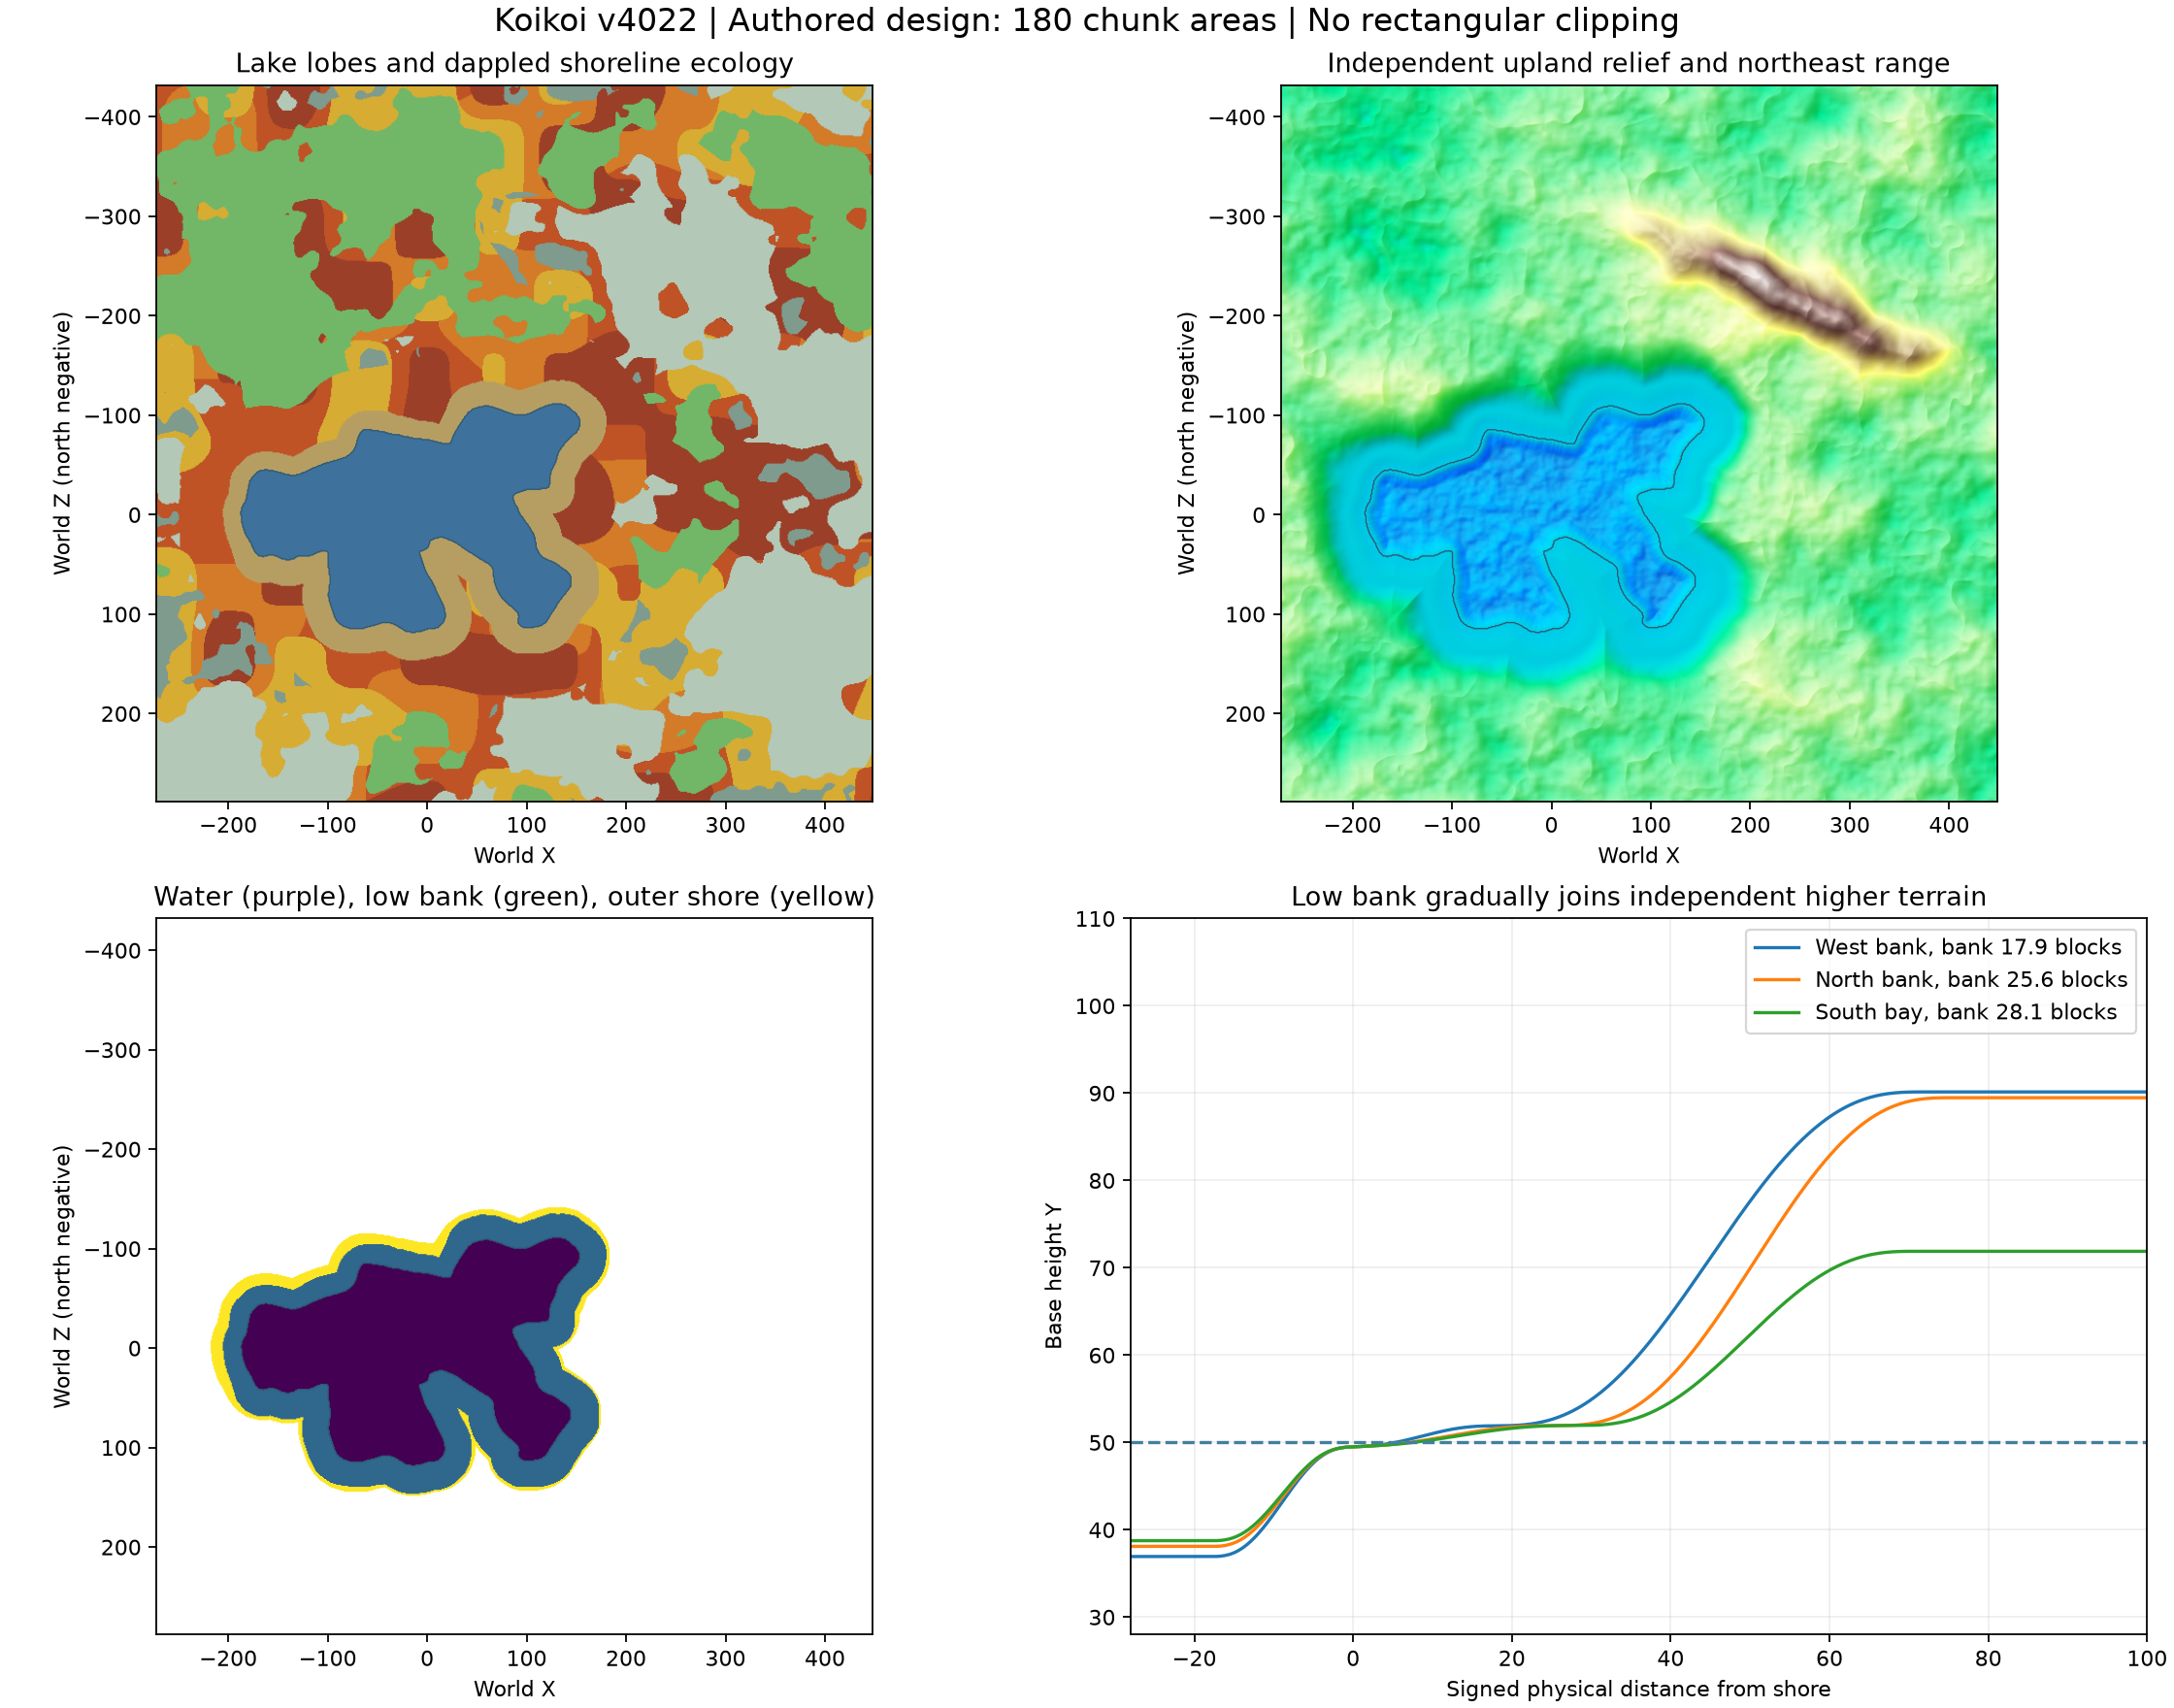 Koikoi v4022 | Authored design: 180 chunk areas | No rectangular clipping
Lake lobes and dappled shoreline ecology
World Z (north negative)
−400
−300
−200
−100
0
100
200
−200 −100 0 100 200 300 400
World X
Independent upland relief and northeast range
World Z (north negative)
−400
−300
−200
−100
0
100
200
−200 −100 0 100 200 300 400
World X
Water (purple), low bank (green), outer shore (yellow)
World Z (north negative)
−400
−300
−200
−100
0
100
200
−200 −100 0 100 200 300 400
World X
Low bank gradually joins independent higher terrain
Base height Y
110
100
90
80
70
60
50
40
30
West bank, bank 17.9 blocks
North bank, bank 25.6 blocks
South bay, bank 28.1 blocks
−20 0 20 40 60 80 100
Signed physical distance from shore